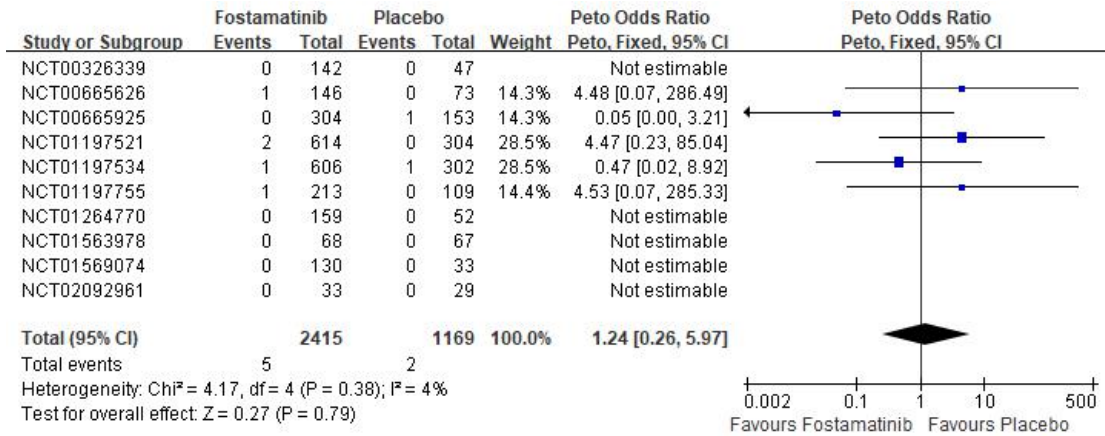 Fostamatinib Placebo Peto Odds Ratio Peto Odds Ratio
Study or Subgroup Events Total Events Total Weight Peto, Fixed, 95% CI Peto, Fixed, 95% CI
NCT00326339 0 142 0 47 Not estimable
NCT00665626 1 146 0 73 14.3% 4.48 [0.07, 286.49]
NCT00665925 0 304 1 153 14.3% 0.05 [0.00, 3.21]
NCT01197521 2 614 0 304 28.5% 4.47 [0.23, 85.04]
NCT01197534 1 606 1 302 28.5% 0.47 [0.02, 8.92]
NCT01197755 1 213 0 109 14.4% 4.53 [0.07, 285.33]
NCT01264770 0 159 0 52 Not estimable
NCT01563978 0 68 0 67 Not estimable
NCT01569074 0 130 0 33 Not estimable
NCT02092961 0 33 0 29 Not estimable
Total (95% CI) 2415 1169 100.0% 1.24 [0.26, 5.97]
Total events 5 2
Heterogeneity: Chi² = 4.17, df = 4 (P = 0.38); I² = 4%
Test for overall effect: Z = 0.27 (P = 0.79)
0.002 0.1 1 10 500
Favours Fostamatinib Favours Placebo